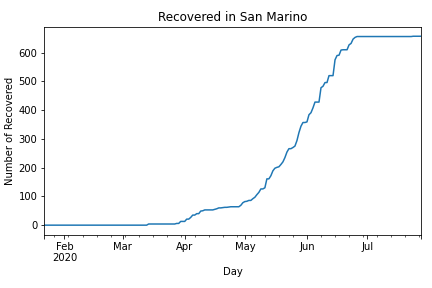 Recovered in San Marino
Number of Recovered
600
500
400
300
200
100
0
Feb
2020
Mar
Apr
May
Jun
Jul
Day